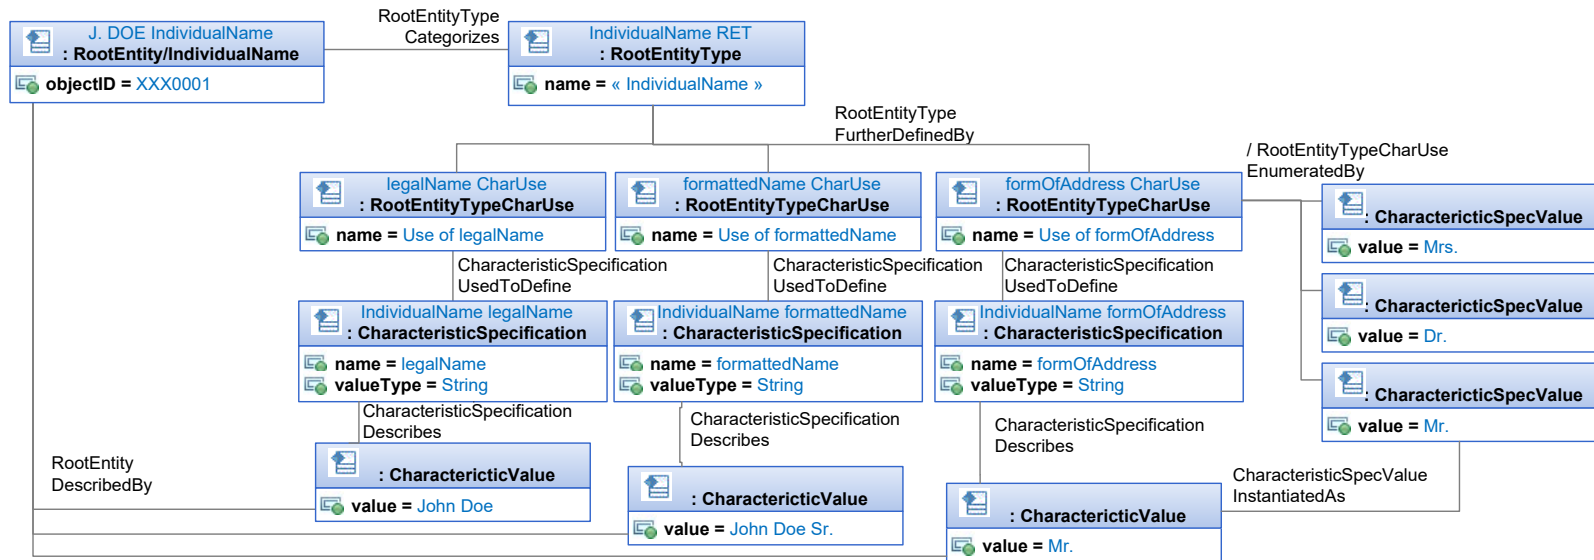 J. DOE IndividualName
: RootEntity/IndividualName
objectID = XXX0001
RootEntityType
Categorizes
IndividualName RET
: RootEntityType
name = « IndividualName »
RootEntityType
FurtherDefinedBy
/ RootEntityTypeCharUse
EnumeratedBy
legalName CharUse
: RootEntityTypeCharUse
name = Use of legalName
formattedName CharUse
: RootEntityTypeCharUse
name = Use of formattedName
formOfAddress CharUse
: RootEntityTypeCharUse
name = Use of formOfAddress
: CharactericticSpecValue
value = Mrs.
CharacteristicSpecification
UsedToDefine
CharacteristicSpecification
UsedToDefine
CharacteristicSpecification
UsedToDefine
: CharactericticSpecValue
value = Dr.
IndividualName legalName
: CharacteristicSpecification
name = legalName
valueType = String
IndividualName formattedName
: CharacteristicSpecification
name = formattedName
valueType = String
IndividualName formOfAddress
: CharacteristicSpecification
name = formOfAddress
valueType = String
: CharactericticSpecValue
value = Mr.
CharacteristicSpecification
Describes
CharacteristicSpecification
Describes
CharacteristicSpecification
Describes
RootEntity
DescribedBy
: CharactericticValue
value = John Doe
: CharactericticValue
value = John Doe Sr.
: CharactericticValue
value = Mr.
CharacteristicSpecValue
InstantiatedAs